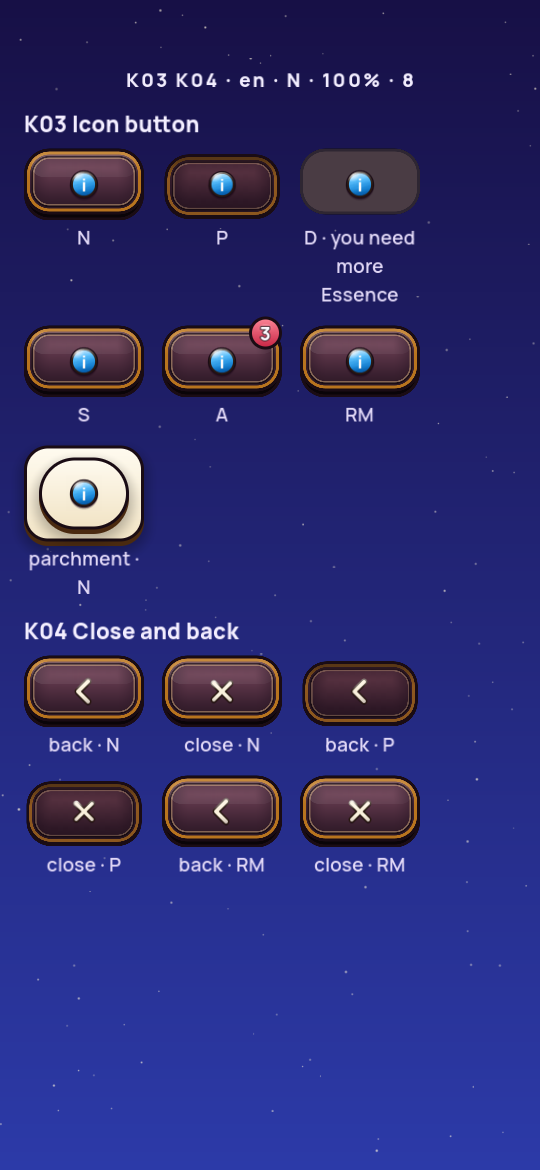 K03 K04 · en · N · 100% · 8
K03 Icon button
i i i
N P D · you need
more
Essence
i i 3 i
S A RM
i
parchment ·
N
K04 Close and back
back · N close · N back · P
close · P back · RM close · RM